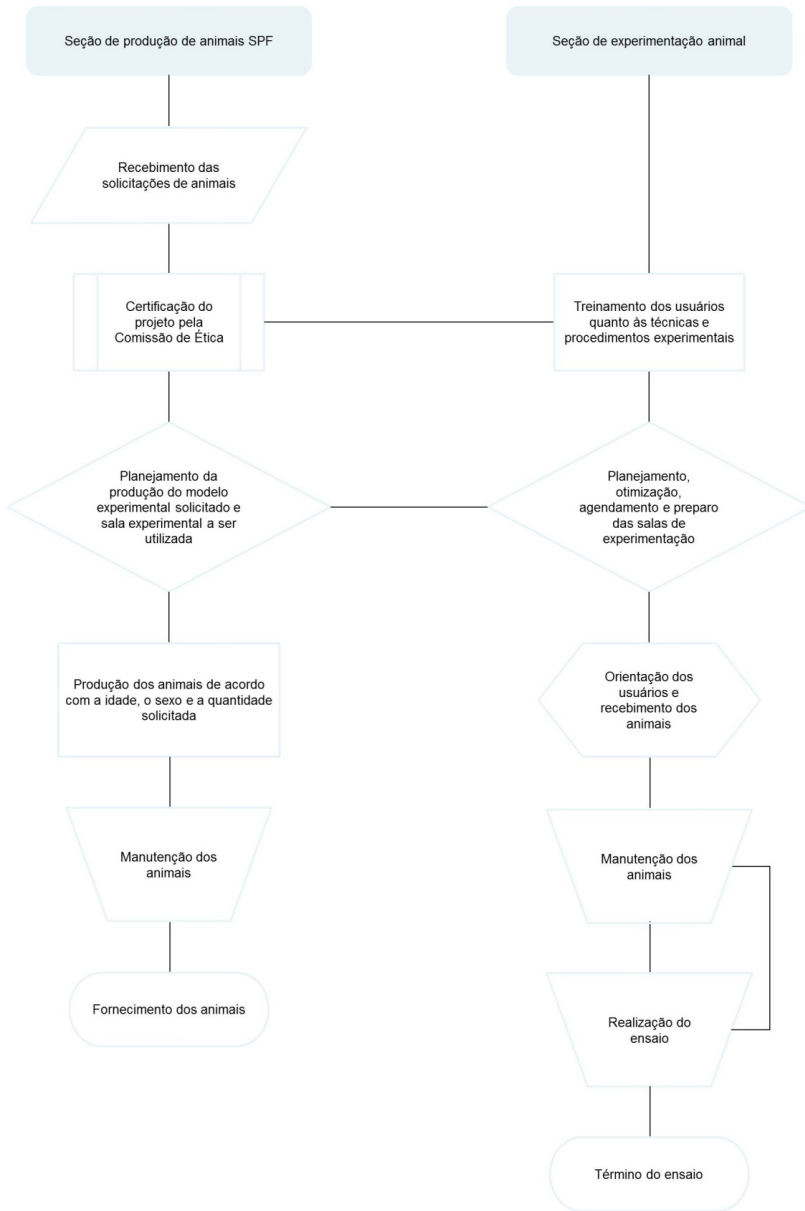 Seção de produção de animais SPF
Seção de experimentação animal
Recebimento das
solicitações de animais
Certificação do
projeto pela
Comissão de Ética
Treinamento dos usuários
quanto às técnicas e
procedimentos experimentais
Planejamento da
produção do modelo
experimental solicitado e
sala experimental a ser
utilizada
Planejamento,
otimização,
agendamento e preparo
das salas de
experimentação
Produção dos animais de acordo
com a idade, o sexo e a quantidade
solicitada
Orientação dos
usuários e
recebimento dos
animais
Manutenção dos
animais
Manutenção dos
animais
Fornecimento dos animais
Realização do
ensaio
Término do ensaio